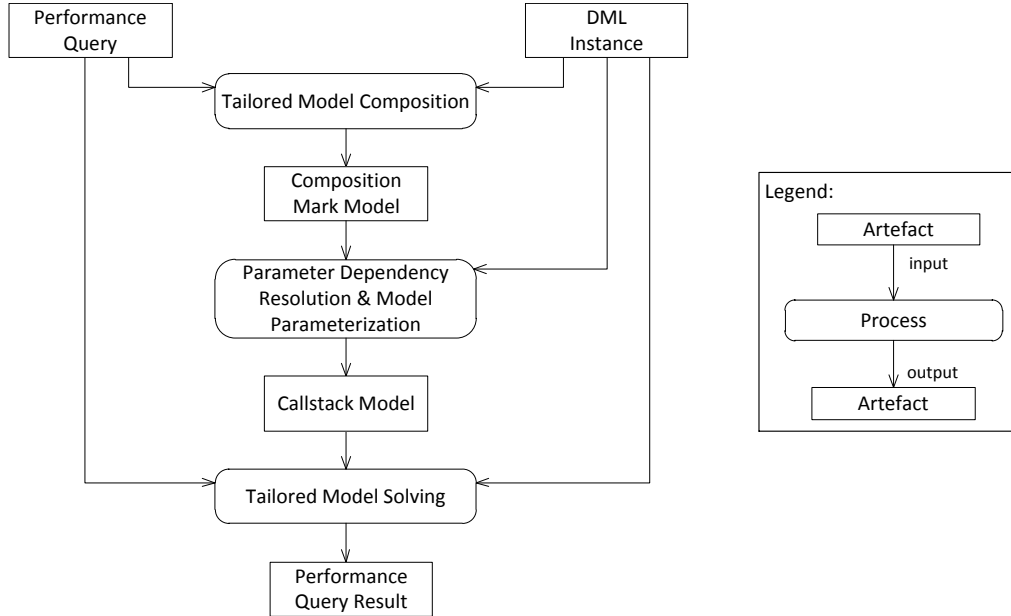 Performance
Query
DML
Instance
Tailored Model Composition
Composition
Mark Model
Parameter Dependency
Resolution & Model
Parameterization
Callstack Model
Tailored Model Solving
Performance
Query Result
Legend:
Artefact
input
Process
output
Artefact